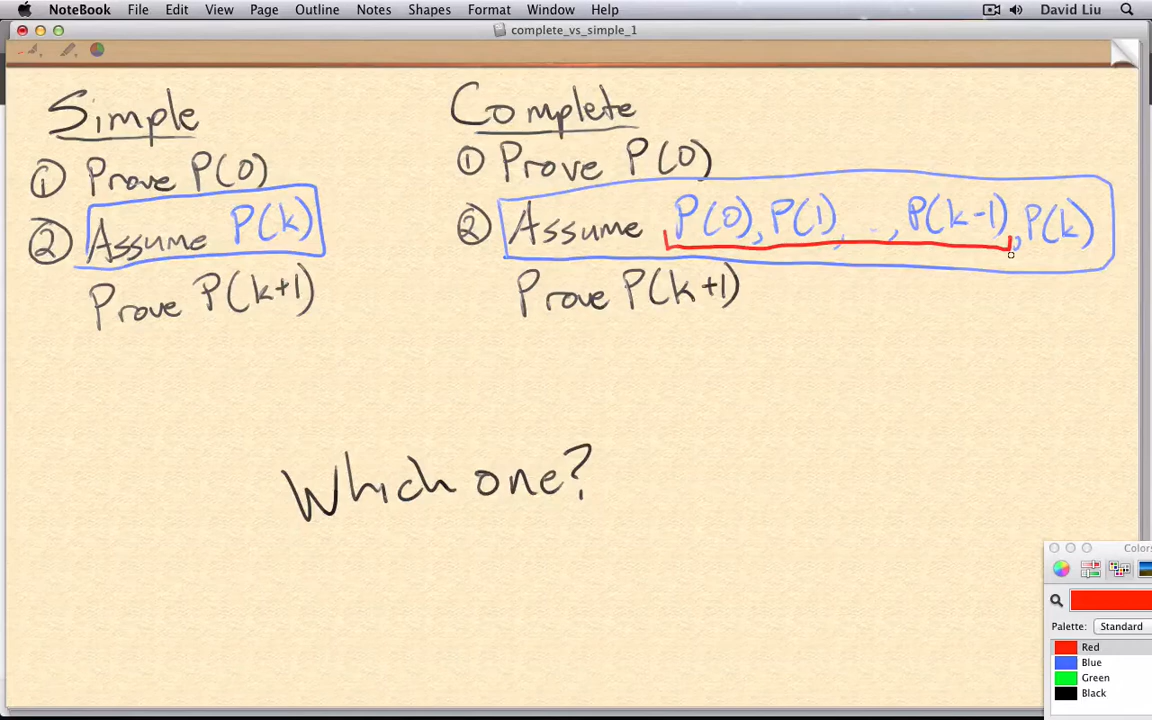 NoteBook File Edit View Page Outline Notes Shapes Format Window Help David Liu
complete_vs_simple_1
Simple
① Prove P(0)
② Assume P(k)
Prove P(k+1)
Complete
① Prove P(0)
② Assume P(0), P(1), ..., P(k-1), P(k)
Prove P(k+1)
Which one?
Colors
Palette: Standard
Red
Blue
Green
Black